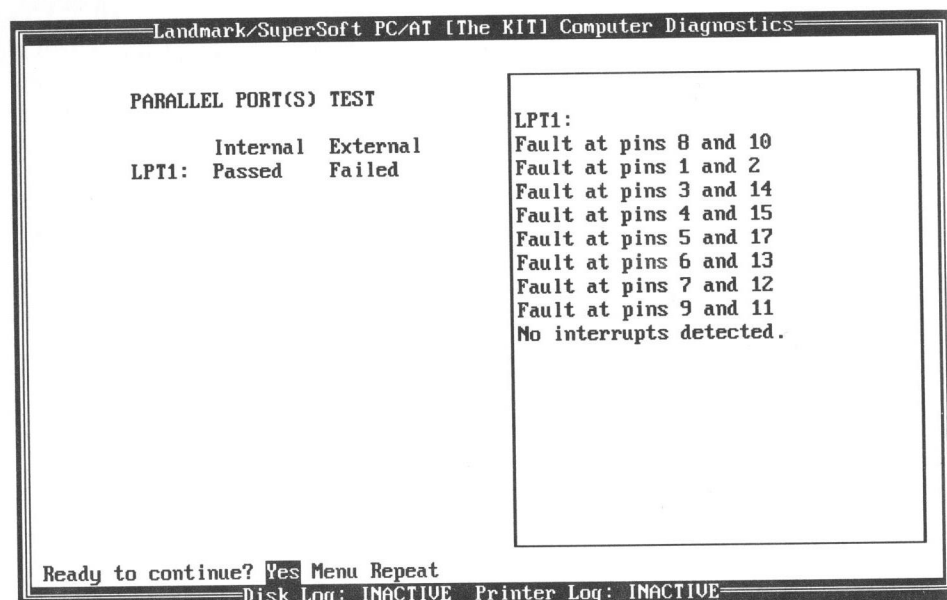 Landmark/SuperSoft PC/AT [The KIT] Computer Diagnostics
PARALLEL PORT(S) TEST
Internal External
LPT1: Passed Failed
LPT1:
Fault at pins 8 and 10
Fault at pins 1 and 2
Fault at pins 3 and 14
Fault at pins 4 and 15
Fault at pins 5 and 17
Fault at pins 6 and 13
Fault at pins 7 and 12
Fault at pins 9 and 11
No interrupts detected.
Ready to continue? Yes Menu Repeat
Disk Log: INACTIVE Printer Log: INACTIVE